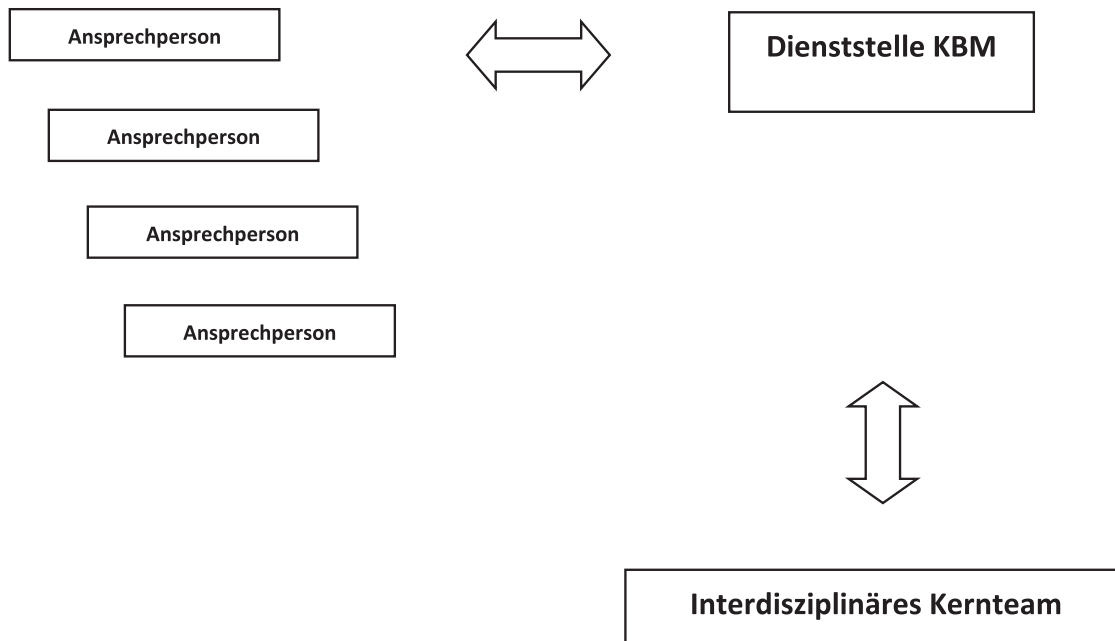 Ansprechperson
Dienststelle KBM
Ansprechperson
Ansprechperson
Ansprechperson
Interdisziplinäres Kernteam